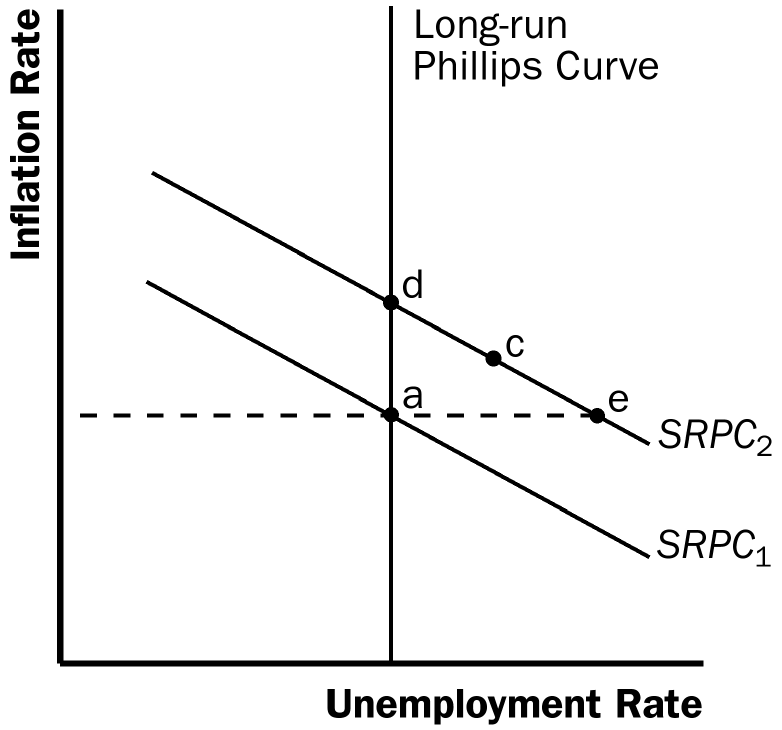 Inflation Rate
Long-run
Phillips Curve
d
c
a
e
SRPC₂
SRPC₁
Unemployment Rate